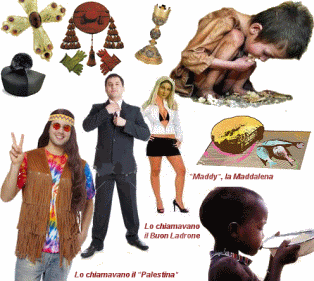 "Maddy", la Maddalena
Lo chiamavano
il Buon Ladrone
Lo chiamavano il "Palestina"